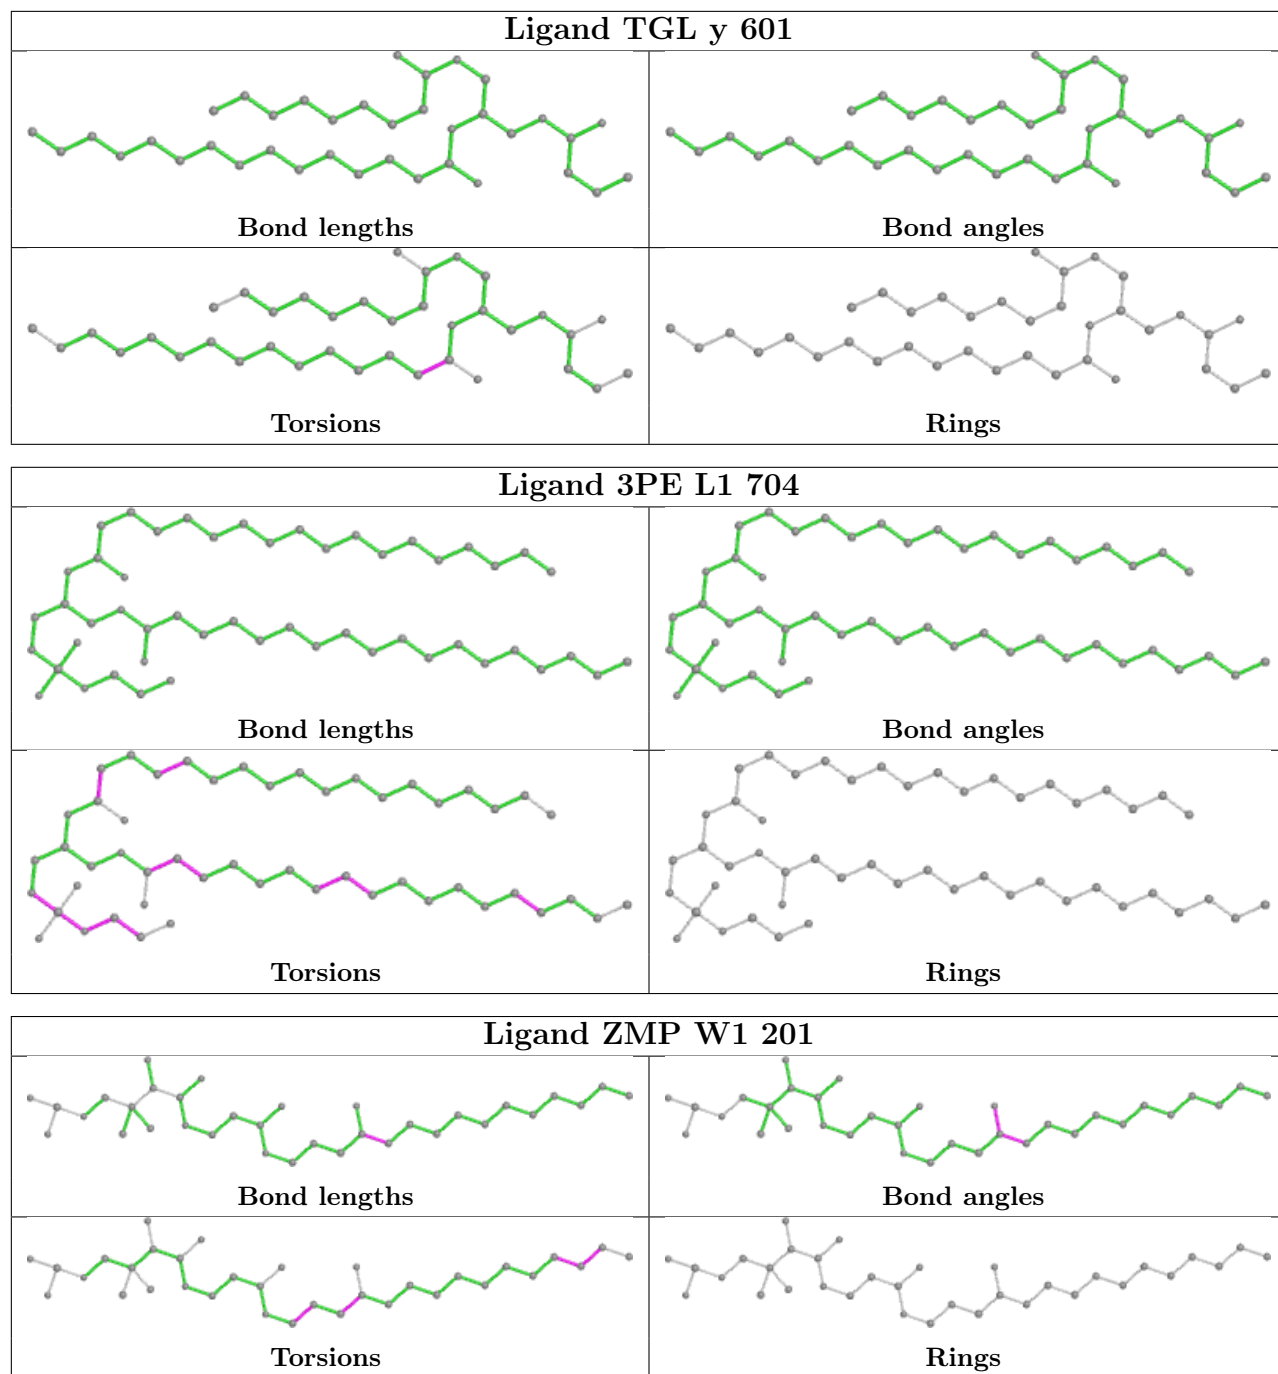 Ligand TGL y 601
Bond lengths
Bond angles
Torsions
Rings
Ligand 3PE L1 704
Bond lengths
Bond angles
Torsions
Rings
Ligand ZMP W1 201
Bond lengths
Bond angles
Torsions
Rings